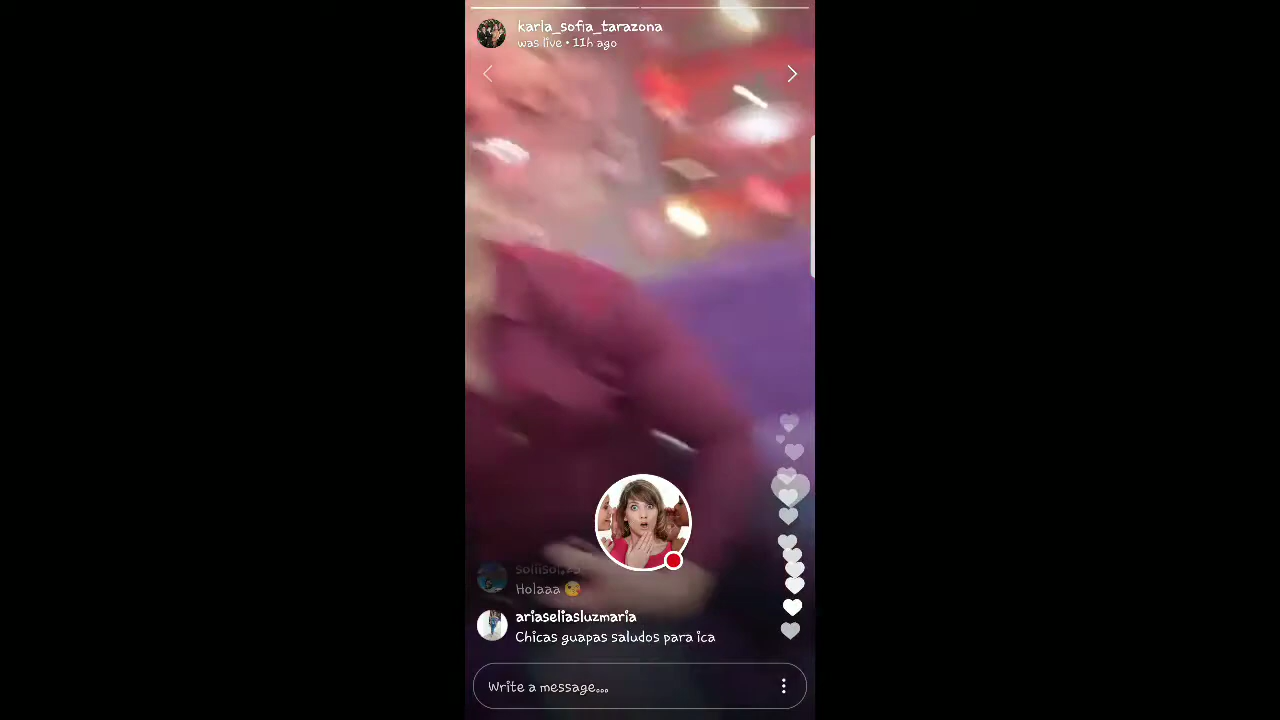 karla_sofia_tarazona
was live • 11h ago
Holaaa 😘
ariaseliasluzmaria
Chicas guapas saludos para ica
Write a message...